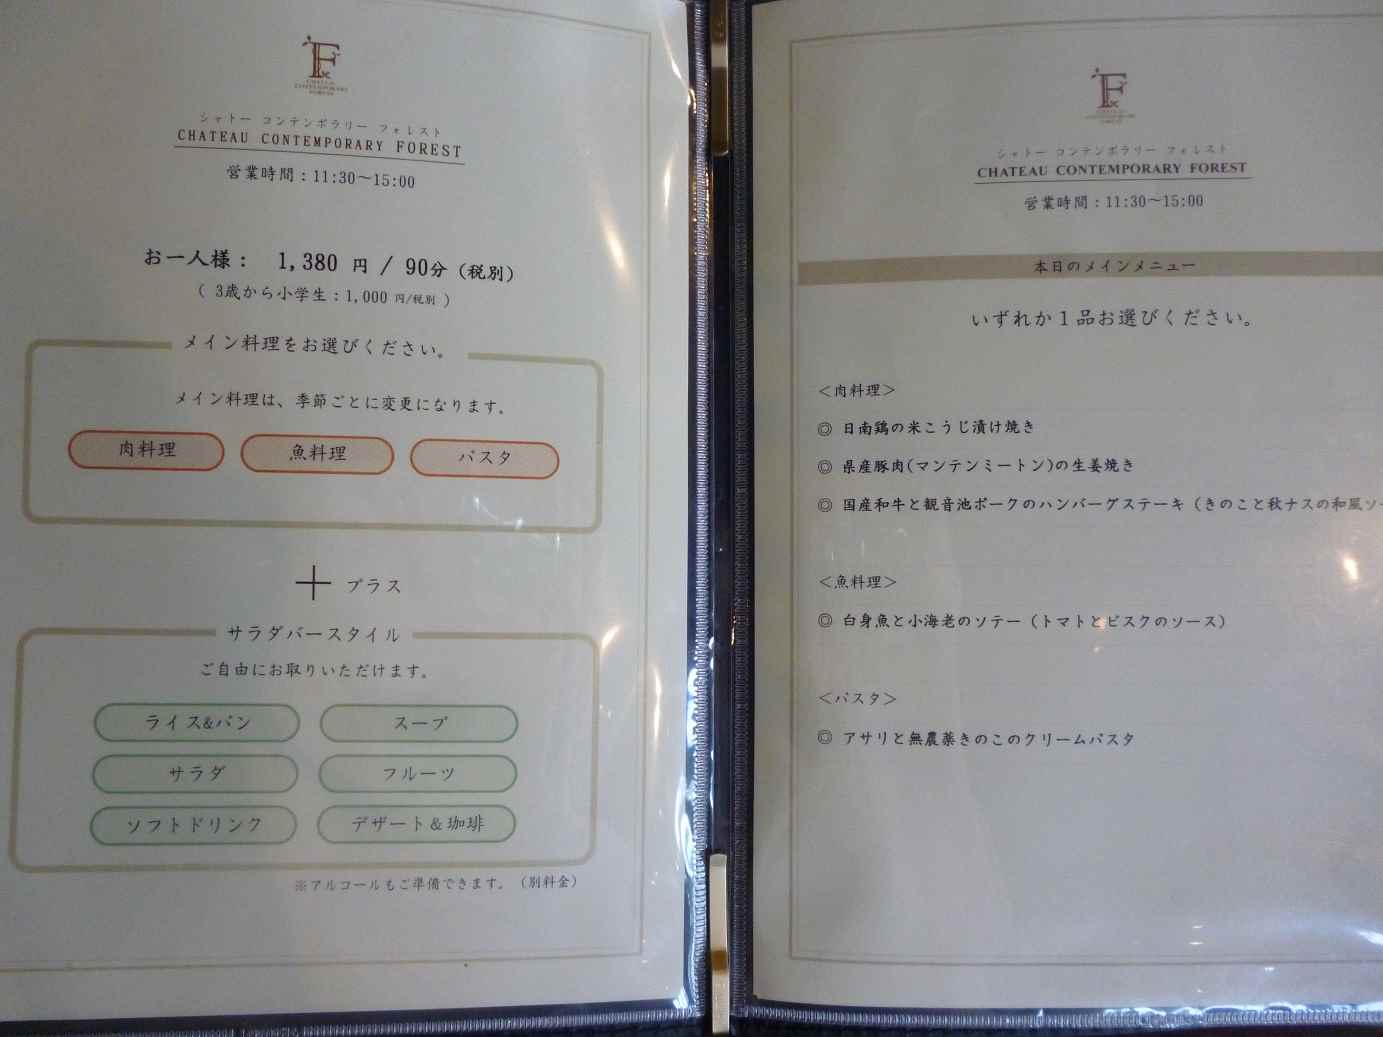 シャトー コンテンポラリー フォレスト
CHATEAU CONTEMPORARY FOREST
営業時間：11:30～15:00
お一人様： 1,380 円 / 90分（税別）
（ 3歳から小学生：1,000 円/税別 ）
メイン料理をお選びください。
メイン料理は、季節ごとに変更になります。
肉料理 魚料理 パスタ
＋ プラス
サラダバースタイル
ご自由にお取りいただけます。
ライス&パン スープ
サラダ フルーツ
ソフトドリンク デザート＆珈琲
※アルコールもご準備できます。（別料金）
シャトー コンテンポラリー フォレスト
CHATEAU CONTEMPORARY FOREST
営業時間：11:30～15:00
本日のメインメニュー
いずれか１品お選びください。
＜肉料理＞
◎ 日南鶏の米こうじ漬け焼き
◎ 県産豚肉(マンテンミートン)の生姜焼き
◎ 国産和牛と観音池ポークのハンバーグステーキ（きのこと秋ナスの和風ソー
＜魚料理＞
◎ 白身魚と小海老のソテー（トマトとビスクのソース）
＜パスタ＞
◎ アサリと無農薬きのこのクリームパスタ